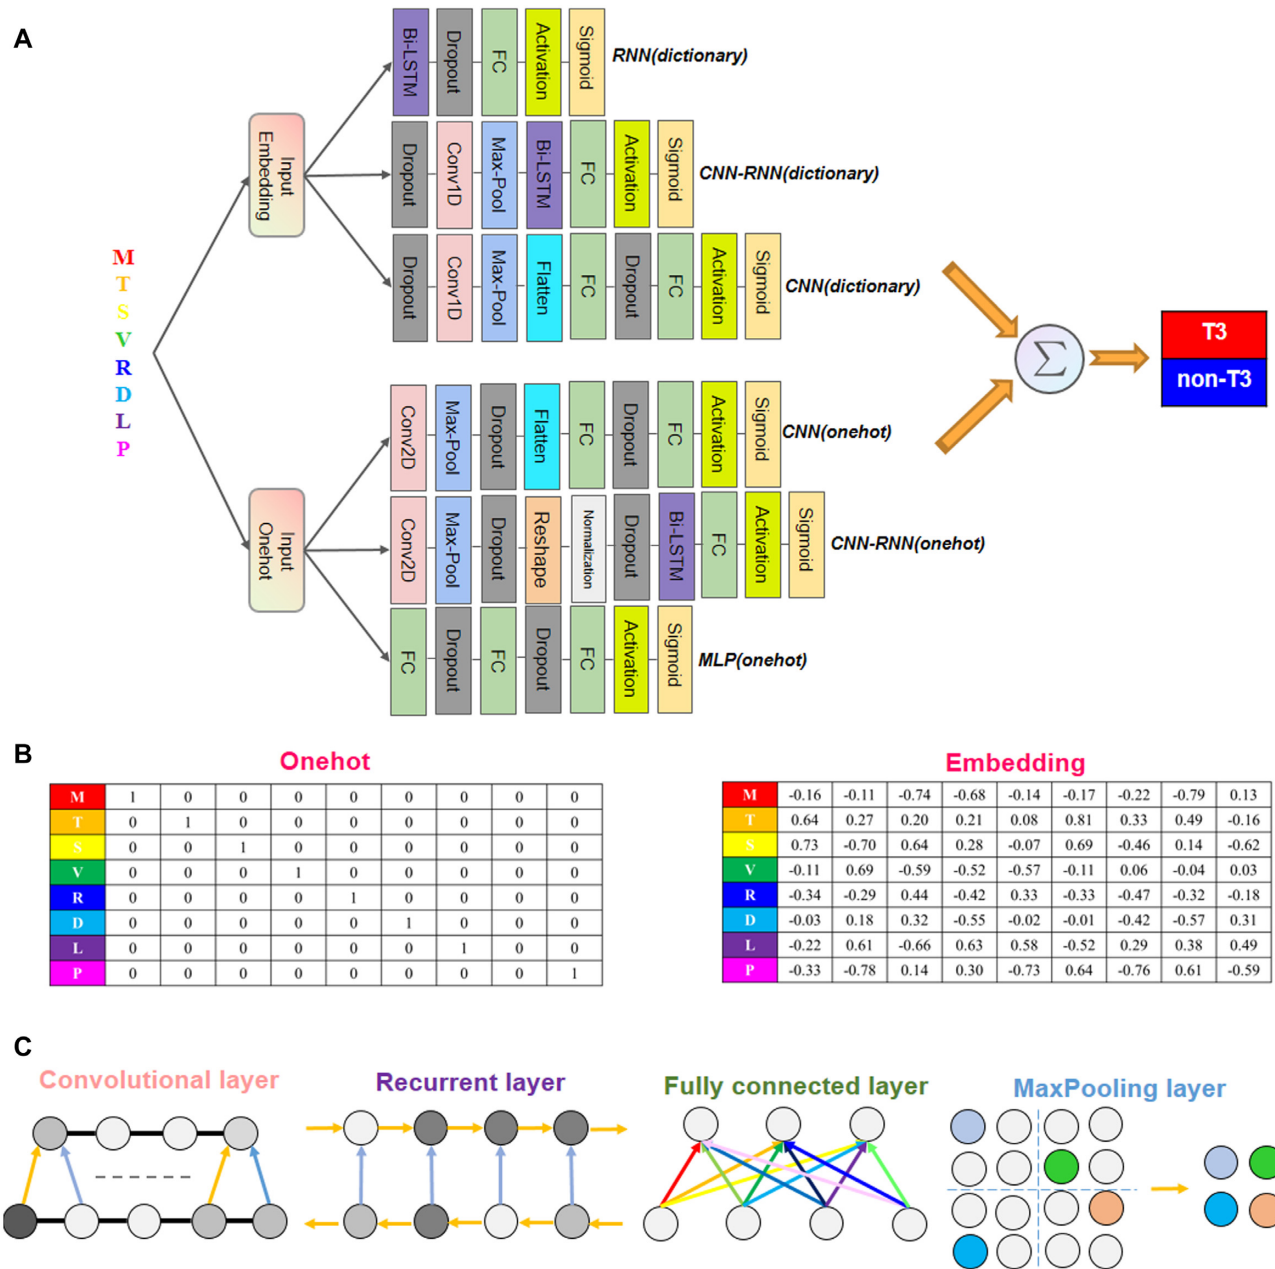 A
Input
Embedding
Bi-LSTM
Dropout
FC
Activation
Sigmoid
RNN(dictionary)
Dropout
Conv1D
Max-Pool
Bi-LSTM
FC
Activation
Sigmoid
CNN-RNN(dictionary)
Dropout
Conv1D
Max-Pool
Flatten
FC
Dropout
FC
Activation
Sigmoid
CNN(dictionary)
M
T
S
V
R
D
L
P
Input
Onehot
Conv2D
Max-Pool
Dropout
Flatten
FC
Dropout
FC
Activation
Sigmoid
CNN(onehot)
Conv2D
Max-Pool
Dropout
Reshape
Normalization
Dropout
Bi-LSTM
FC
Activation
Sigmoid
CNN-RNN(onehot)
FC
Dropout
FC
Dropout
FC
Activation
Sigmoid
MLP(onehot)
Σ
T3
non-T3
B
Onehot
M 1 0 0 0 0 0 0 0 0
T 0 1 0 0 0 0 0 0 0
S 0 0 1 0 0 0 0 0 0
V 0 0 0 1 0 0 0 0 0
R 0 0 0 0 1 0 0 0 0
D 0 0 0 0 0 1 0 0 0
L 0 0 0 0 0 0 1 0 0
P 0 0 0 0 0 0 0 0 1
Embedding
M -0.16 -0.11 -0.74 -0.68 -0.14 -0.17 -0.22 -0.79 0.13
T 0.64 0.27 0.20 0.21 0.08 0.81 0.33 0.49 -0.16
S 0.73 -0.70 0.64 0.28 -0.07 0.69 -0.46 0.14 -0.62
V -0.11 0.69 -0.59 -0.52 -0.57 -0.11 0.06 -0.04 0.03
R -0.34 -0.29 0.44 -0.42 0.33 -0.33 -0.47 -0.32 -0.18
D -0.03 0.18 0.32 -0.55 -0.02 -0.01 -0.42 -0.57 0.31
L -0.22 0.61 -0.66 0.63 0.58 -0.52 0.29 0.38 0.49
P -0.33 -0.78 0.14 0.30 -0.73 0.64 -0.76 0.61 -0.59
C
Convolutional layer
Recurrent layer
Fully connected layer
MaxPooling layer